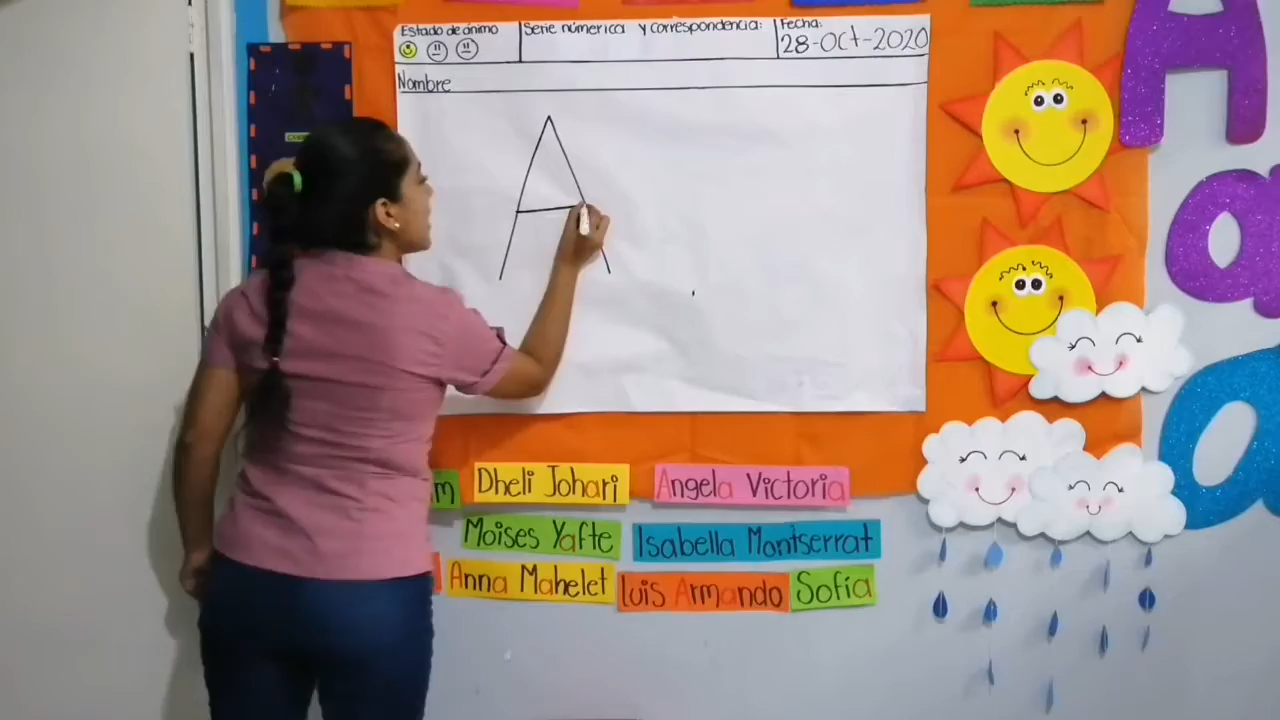 Estado de ánimo
Serie númerica y correspondencia:
Fecha:
28-Oct-2020
Nombre
A
A
a
a
m
Dheli Johari
Angela Victoria
Moises Yafte
Isabella Montserrat
Anna Mahelet
luis Armando
Sofía